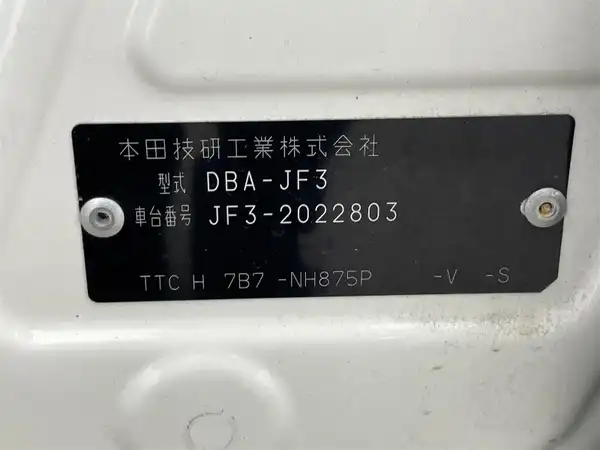 本田技研工業株式会社
型式 DBA-JF3
車台番号 JF3-2022803
TTC H 7B7 -NH875P -V -S